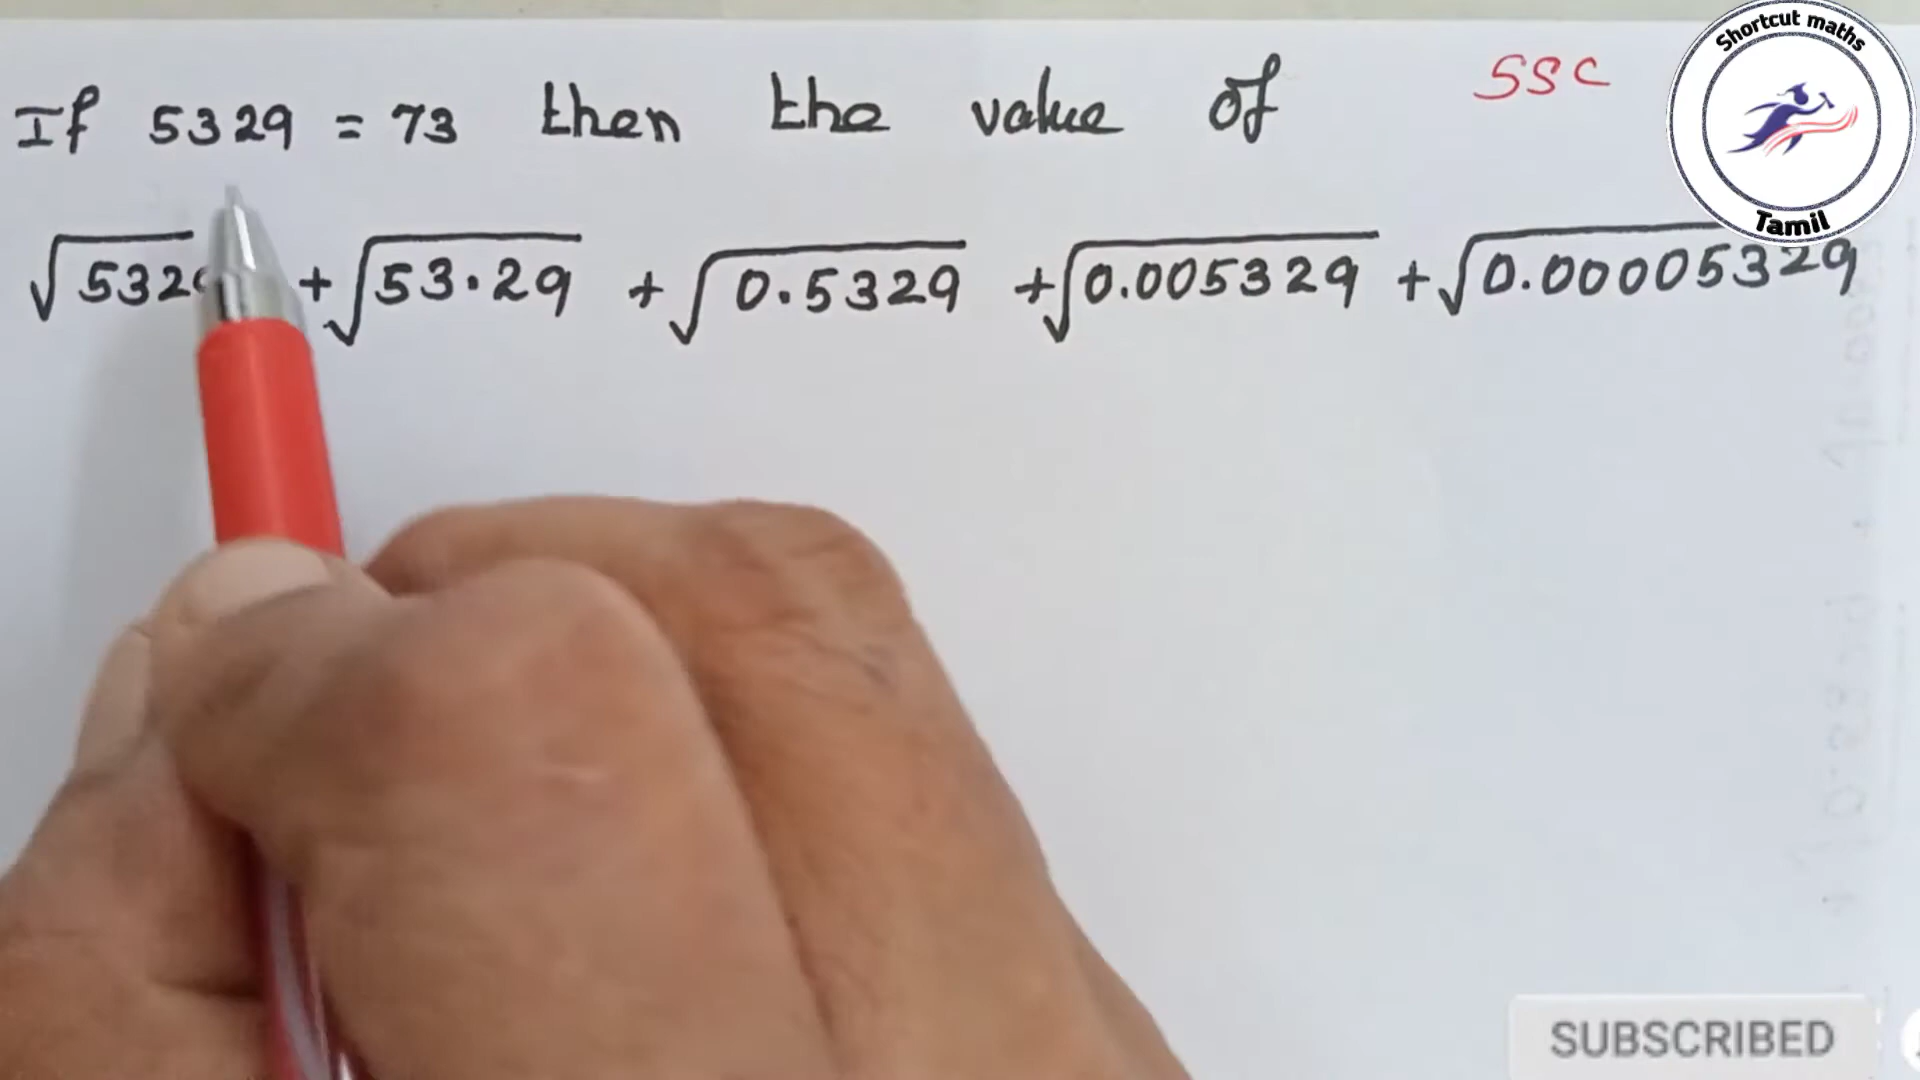 Shortcut maths
SSC
If 5329 = 73 then the value of
Tamil
√532 + √53.29 + √0.5329 + √0.005329 + √0.00005329
SUBSCRIBED